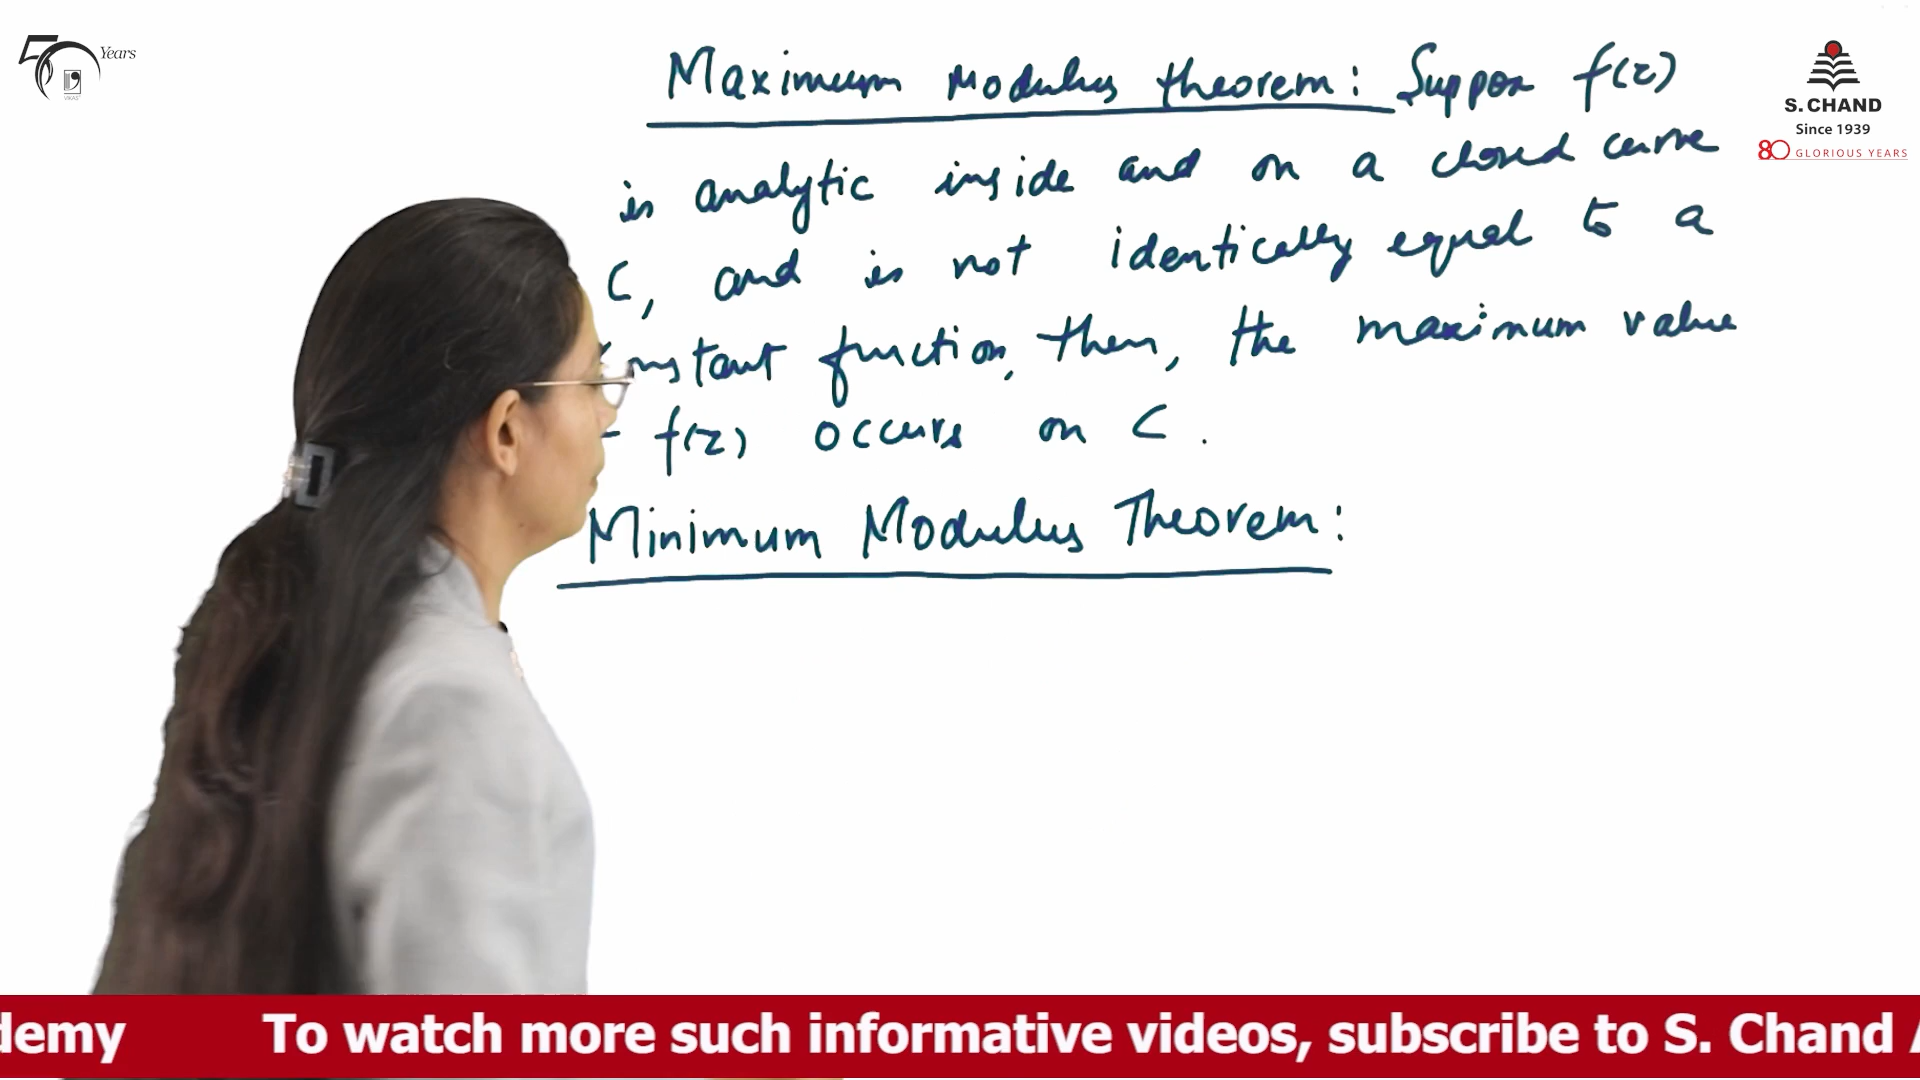 50 Years
VIKAS
S. CHAND
Since 1939
80 GLORIOUS YEARS
Maximum Modulus theorem: Suppose f(z)
is analytic inside and on a closed curve
C, and is not identically equal to a
function, then, the maximum value
f(z) occurs on C.
Minimum Modulus Theorem:
demy To watch more such informative videos, subscribe to S. Chand A